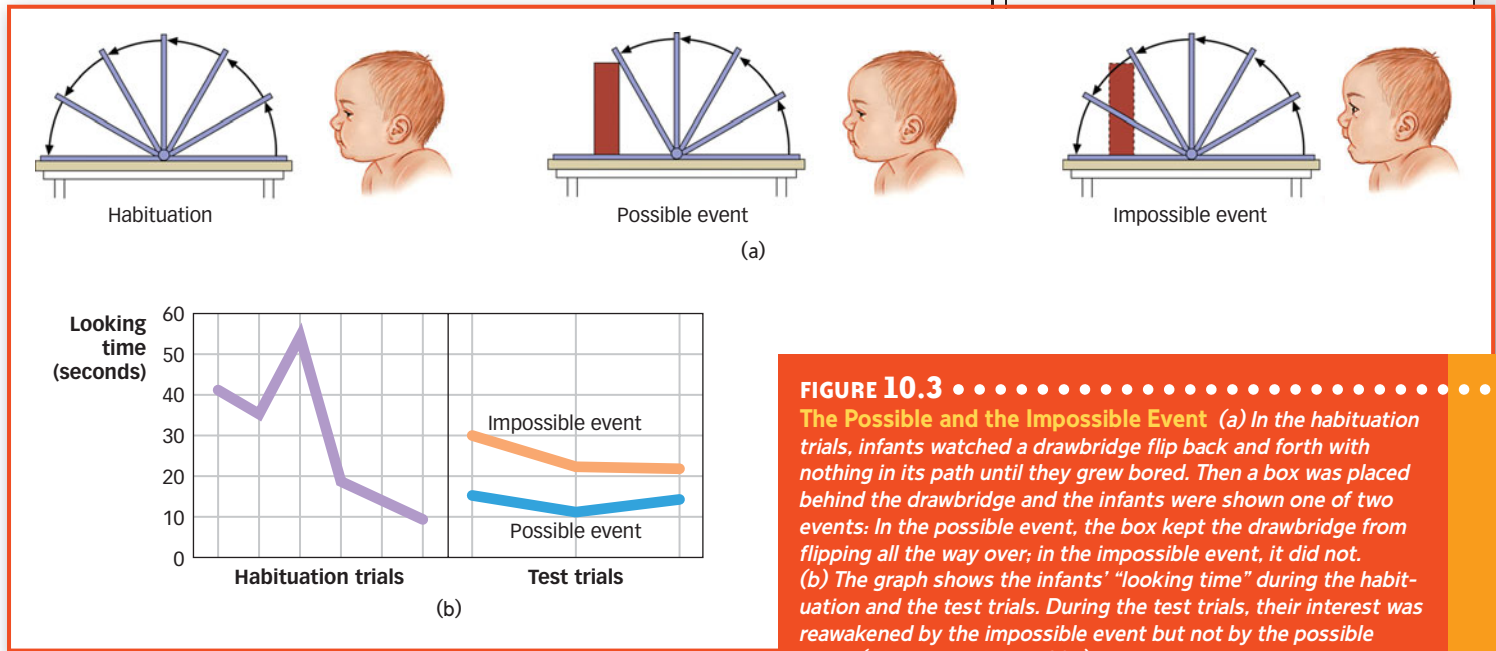 Habituation
Possible event
Impossible event
(a)
Looking
time
(seconds)
60
50
40
30
20
10
0
Impossible event
Possible event
Habituation trials
Test trials
(b)
FIGURE 10.3
The Possible and the Impossible Event (a) In the habituation
trials, infants watched a drawbridge flip back and forth with
nothing in its path until they grew bored. Then a box was placed
behind the drawbridge and the infants were shown one of two
events: In the possible event, the box kept the drawbridge from
flipping all the way over; in the impossible event, it did not.
(b) The graph shows the infants’ “looking time” during the habit-
uation and the test trials. During the test trials, their interest was
reawakened by the impossible event but not by the possible